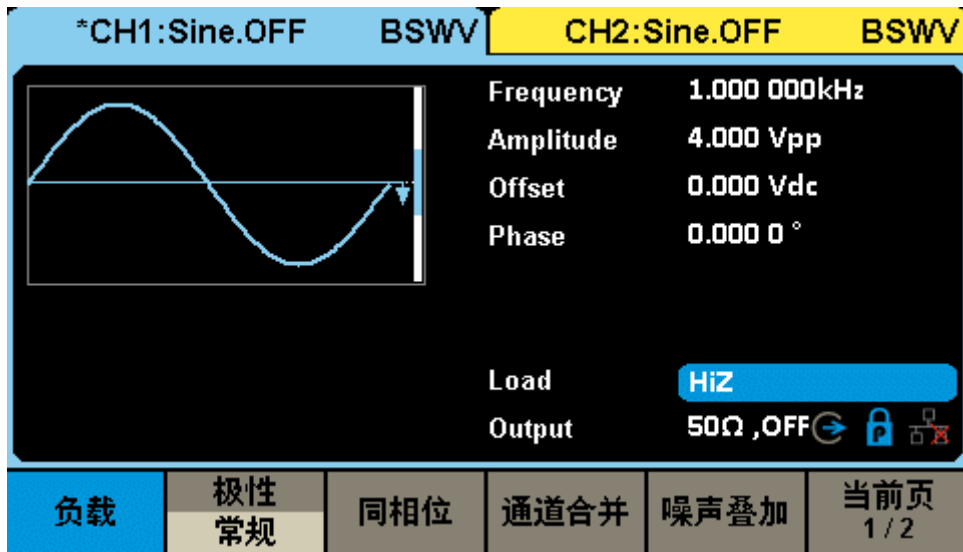 *CH1:Sine.OFF BSWV CH2:Sine.OFF BSWV
Frequency 1.000 000kHz
Amplitude 4.000 Vpp
Offset 0.000 Vdc
Phase 0.000 0 °
Load HiZ
Output 50Ω ,OFF P
负载 极性 常规 同相位 通道合并 噪声叠加 当前页 1/2